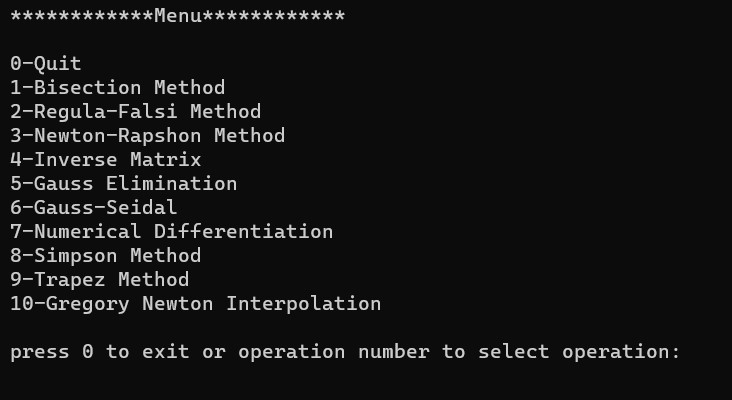 ************Menu************
0-Quit
1-Bisection Method
2-Regula-Falsi Method
3-Newton-Rapshon Method
4-Inverse Matrix
5-Gauss Elimination
6-Gauss-Seidal
7-Numerical Differentiation
8-Simpson Method
9-Trapez Method
10-Gregory Newton Interpolation
press 0 to exit or operation number to select operation: